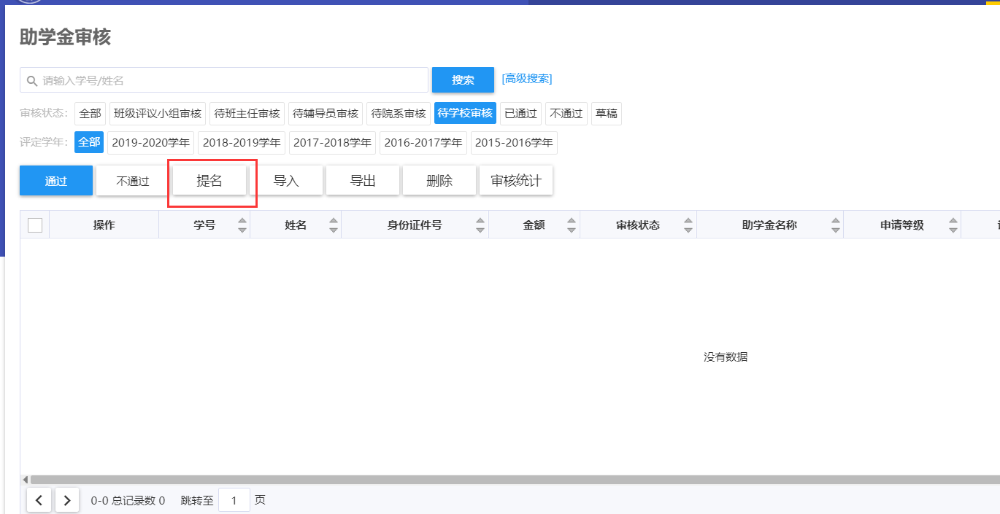 助学金审核
请输入学号/姓名 搜索 [高级搜索]
审核状态: 全部 班级评议小组审核 待班主任审核 待辅导员审核 待院系审核 待学校审核 已通过 不通过 草稿
评定学年: 全部 2019-2020学年 2018-2019学年 2017-2018学年 2016-2017学年 2015-2016学年
通过 不通过 提名 导入 导出 删除 审核统计
操作 学号 姓名 身份证件号 金额 审核状态 助学金名称 申请等级
没有数据
0-0 总记录数 0 跳转至 1 页